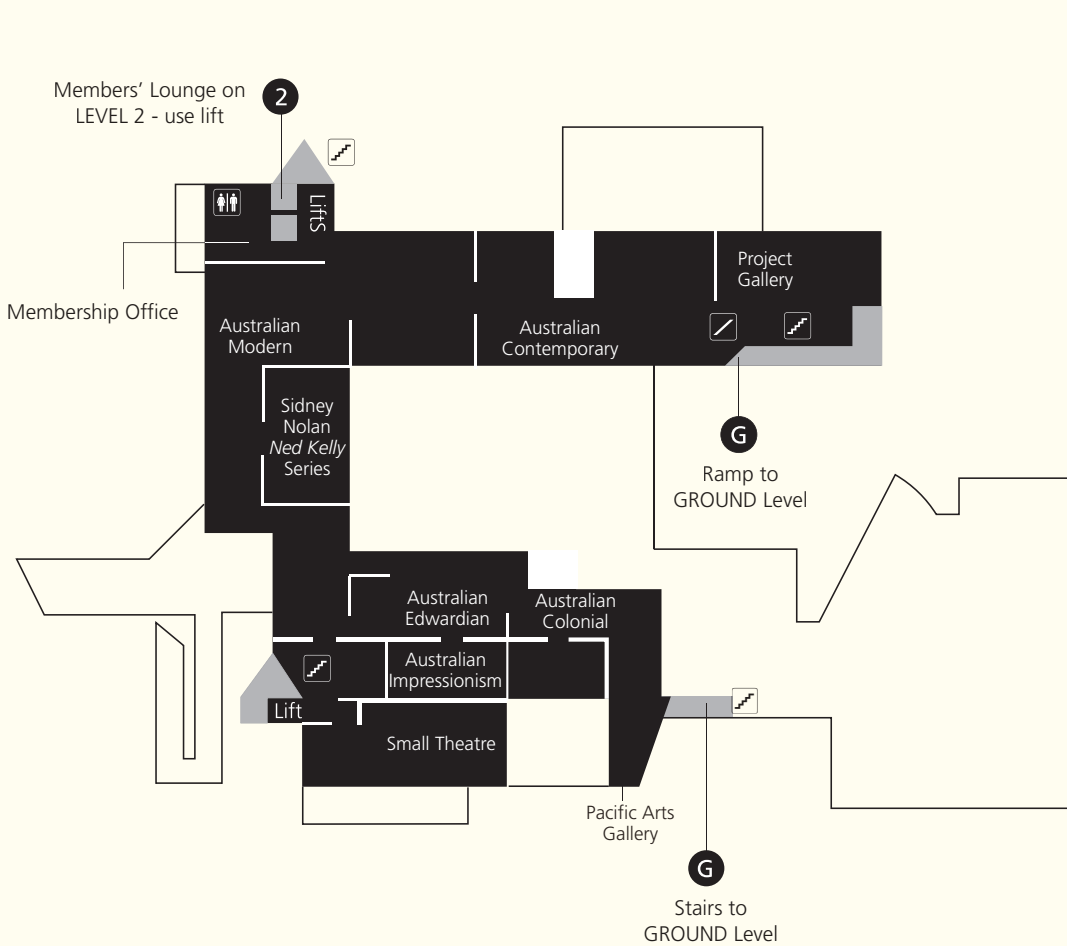 Members’ Lounge on
LEVEL 2 - use lift
2
LiftS
Membership Office
Project
Gallery
Australian
Modern
Australian
Contemporary
Sidney
Nolan
Ned Kelly
Series
G
Ramp to
GROUND Level
Australian
Edwardian
Australian
Colonial
Australian
Impressionism
Lift
Small Theatre
Pacific Arts
Gallery
G
Stairs to
GROUND Level